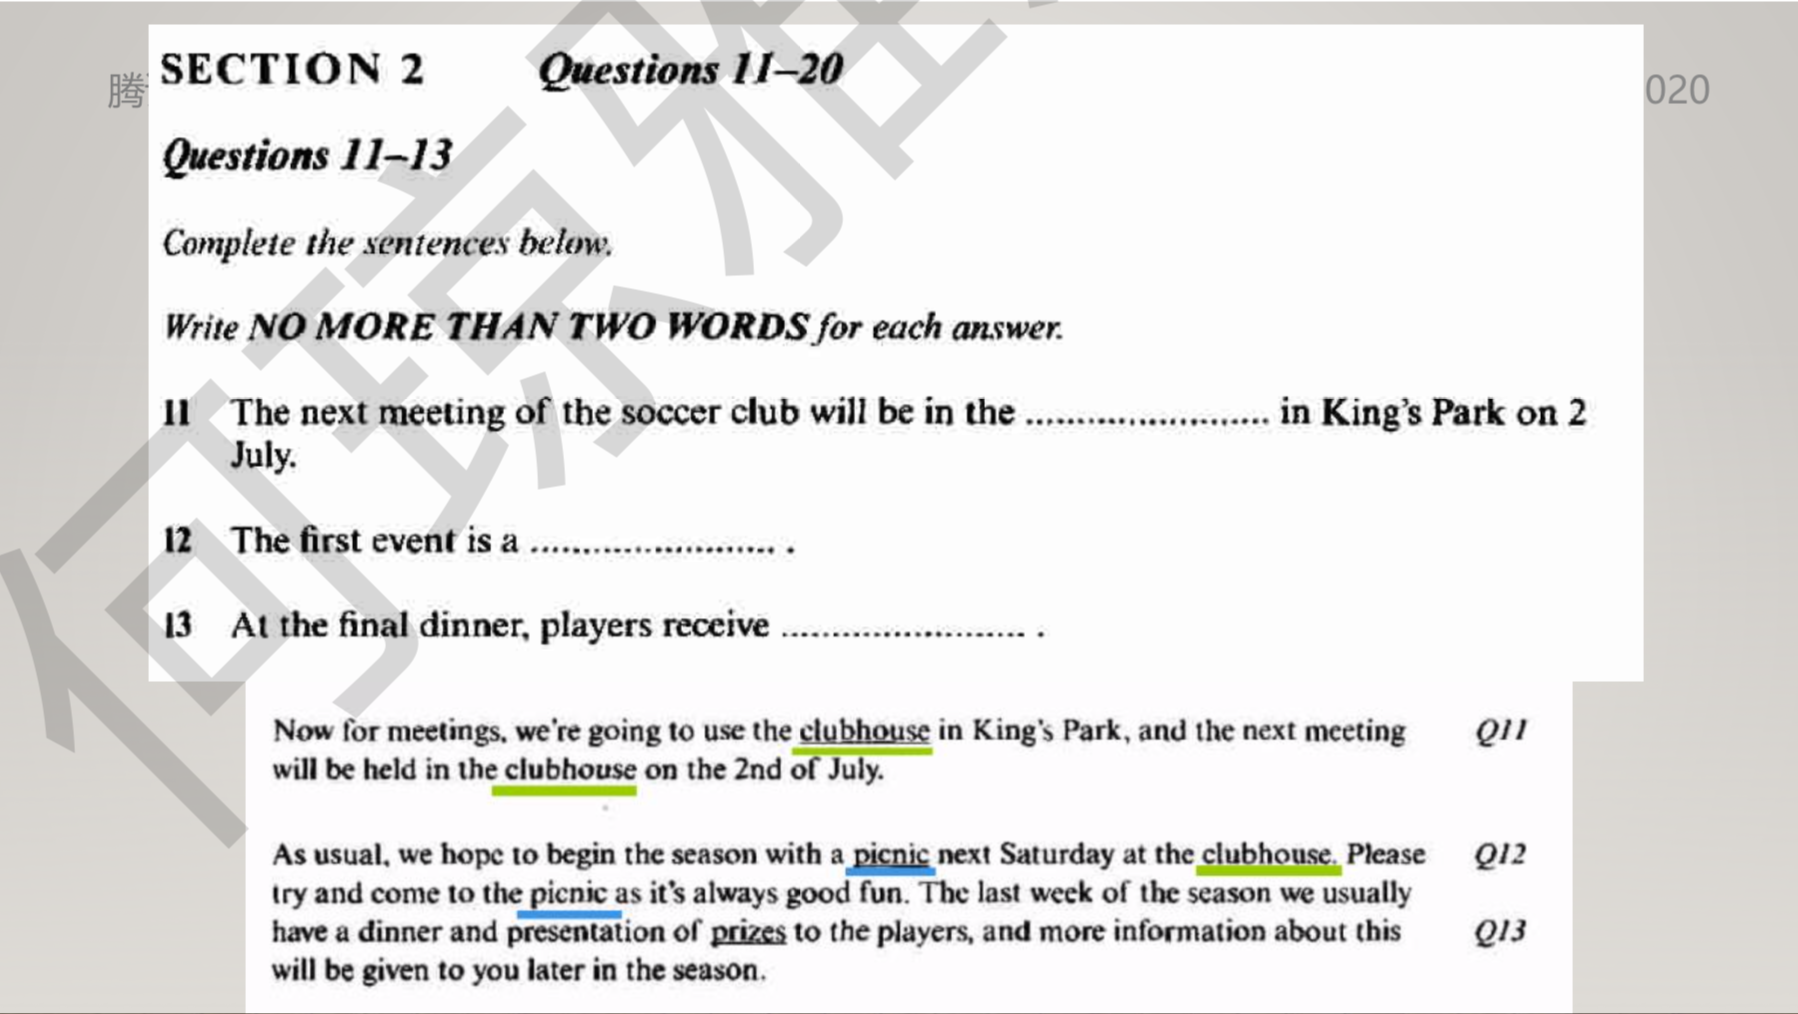 SECTION 2 Questions 11–20
腾 020
Questions 11–13
Complete the sentences below.
Write NO MORE THAN TWO WORDS for each answer.
11 The next meeting of the soccer club will be in the ........................ in King's Park on 2
July.
12 The first event is a ........................ .
13 At the final dinner, players receive ........................ .
Now for meetings, we're going to use the clubhouse in King's Park, and the next meeting Q11
will be held in the clubhouse on the 2nd of July.
As usual, we hope to begin the season with a picnic next Saturday at the clubhouse. Please Q12
try and come to the picnic as it's always good fun. The last week of the season we usually
have a dinner and presentation of prizes to the players, and more information about this Q13
will be given to you later in the season.
何琼雅